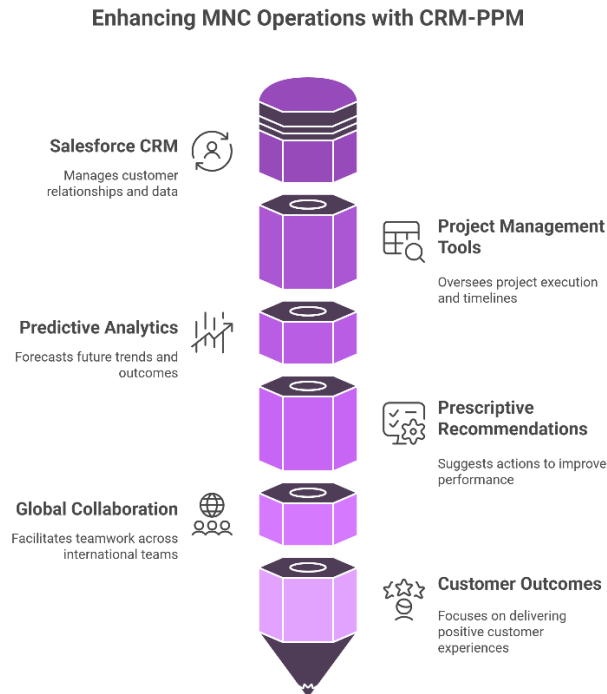 Enhancing MNC Operations with CRM-PPM
Salesforce CRM
Manages customer
relationships and data
Project Management
Tools
Oversees project execution
and timelines
Predictive Analytics
Forecasts future trends and
outcomes
Prescriptive
Recommendations
Suggests actions to improve
performance
Global Collaboration
Facilitates teamwork across
international teams
Customer Outcomes
Focuses on delivering
positive customer
experiences